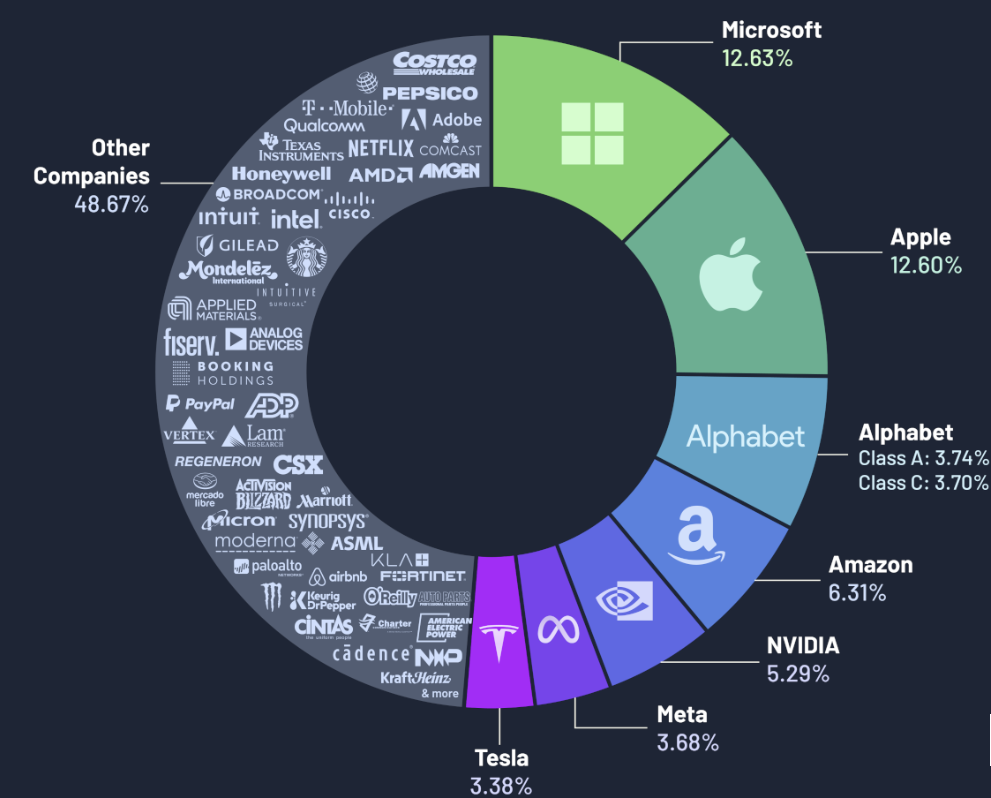 Microsoft
12.63%
Apple
12.60%
Alphabet
Alphabet
Class A: 3.74%
Class C: 3.70%
a
Amazon
6.31%
NVIDIA
5.29%
Meta
3.68%
Tesla
3.38%
Other
Companies
48.67%
COSTCO
WHOLESALE
PEPSICO
T-Mobile
Qualcomm
Adobe
TEXAS
INSTRUMENTS
NETFLIX
COMCAST
Honeywell
AMD
AMGEN
BROADCOM
CISCO
INTUIT
intel
GILEAD
Mondelēz
International
INTUITIVE
SURGICAL
APPLIED
MATERIALS
fiserv.
ANALOG
DEVICES
BOOKING
HOLDINGS
PayPal
ADP
VERTEX
Lam
RESEARCH
REGENERON
CSX
mercado
libre
ACTIVISION
BLIZZARD
Marriott
Micron
SYNOPSYS
moderna
ASML
KLA
paloalto
NETWORKS
airbnb
FORTINET
Keurig
DrPepper
O'Reilly
AUTO PARTS
CINTAS
Charter
AMERICAN
ELECTRIC
POWER
cādence
NXP
KraftHeinz
& more